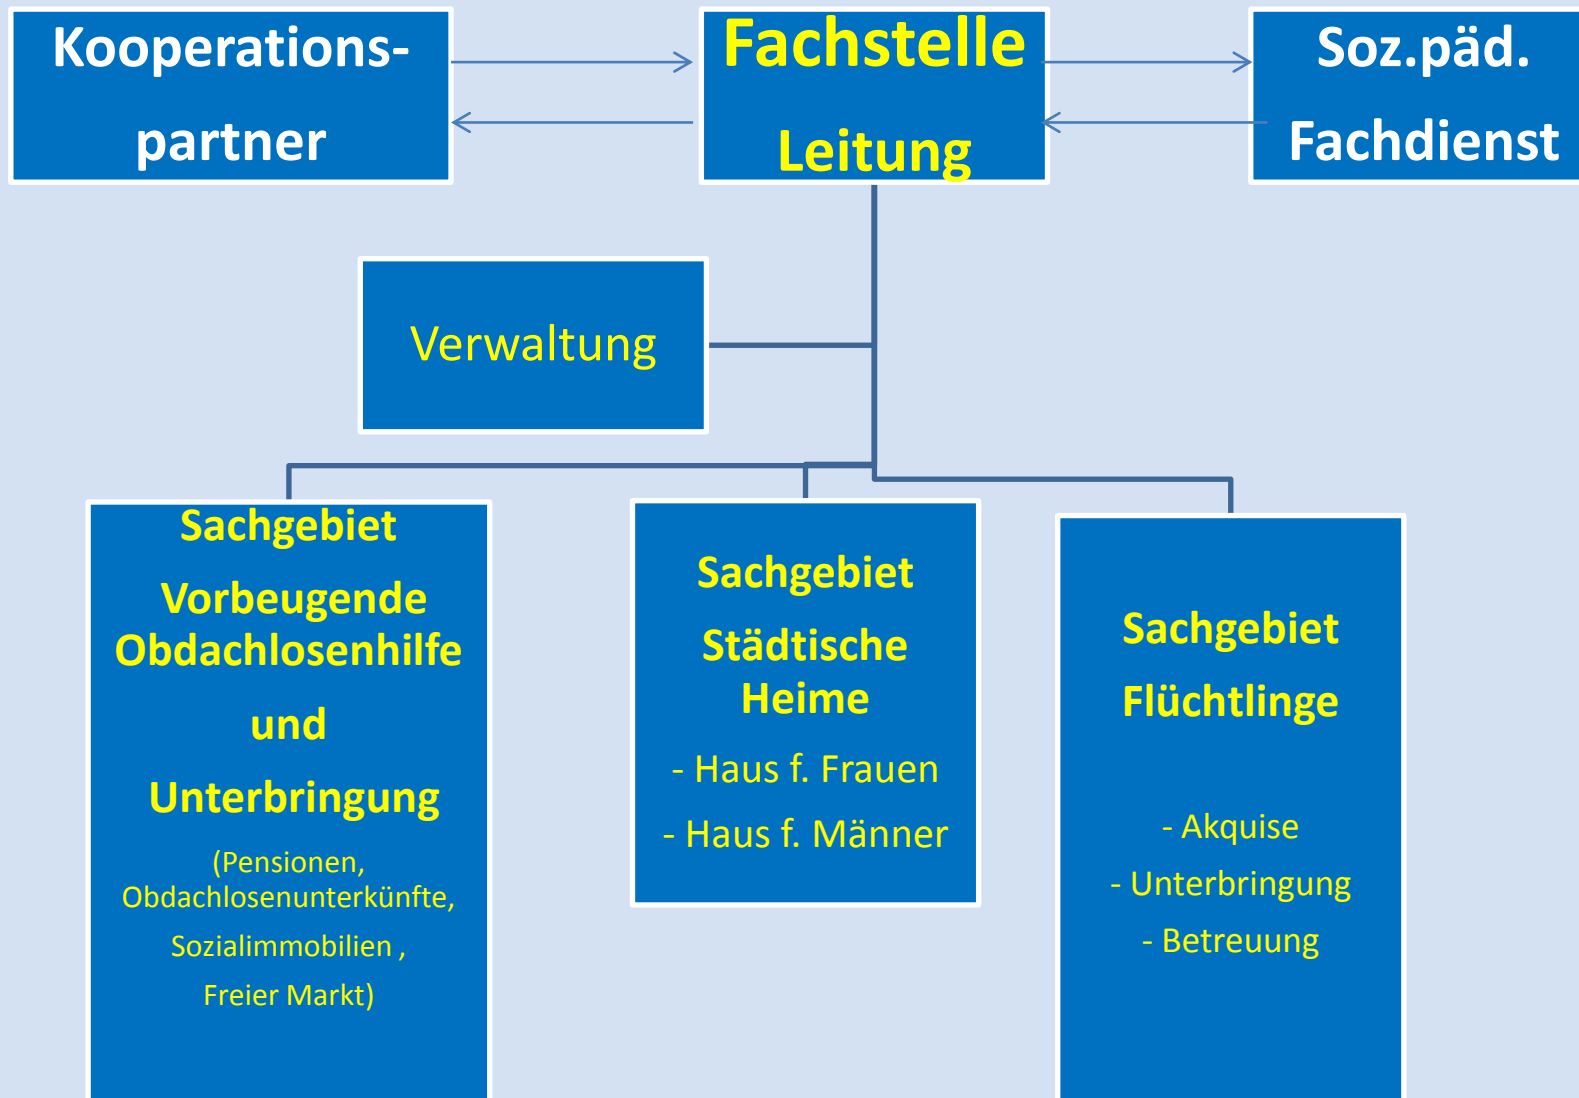 Kooperations-
partner
Fachstelle
Leitung
Soz.päd.
Fachdienst
Verwaltung
Sachgebiet
Vorbeugende
Obdachlosenhilfe
und
Unterbringung
(Pensionen,
Obdachlosenunterkünfte,
Sozialimmobilien ,
Freier Markt)
Sachgebiet
Städtische
Heime
- Haus f. Frauen
- Haus f. Männer
Sachgebiet
Flüchtlinge
- Akquise
- Unterbringung
- Betreuung